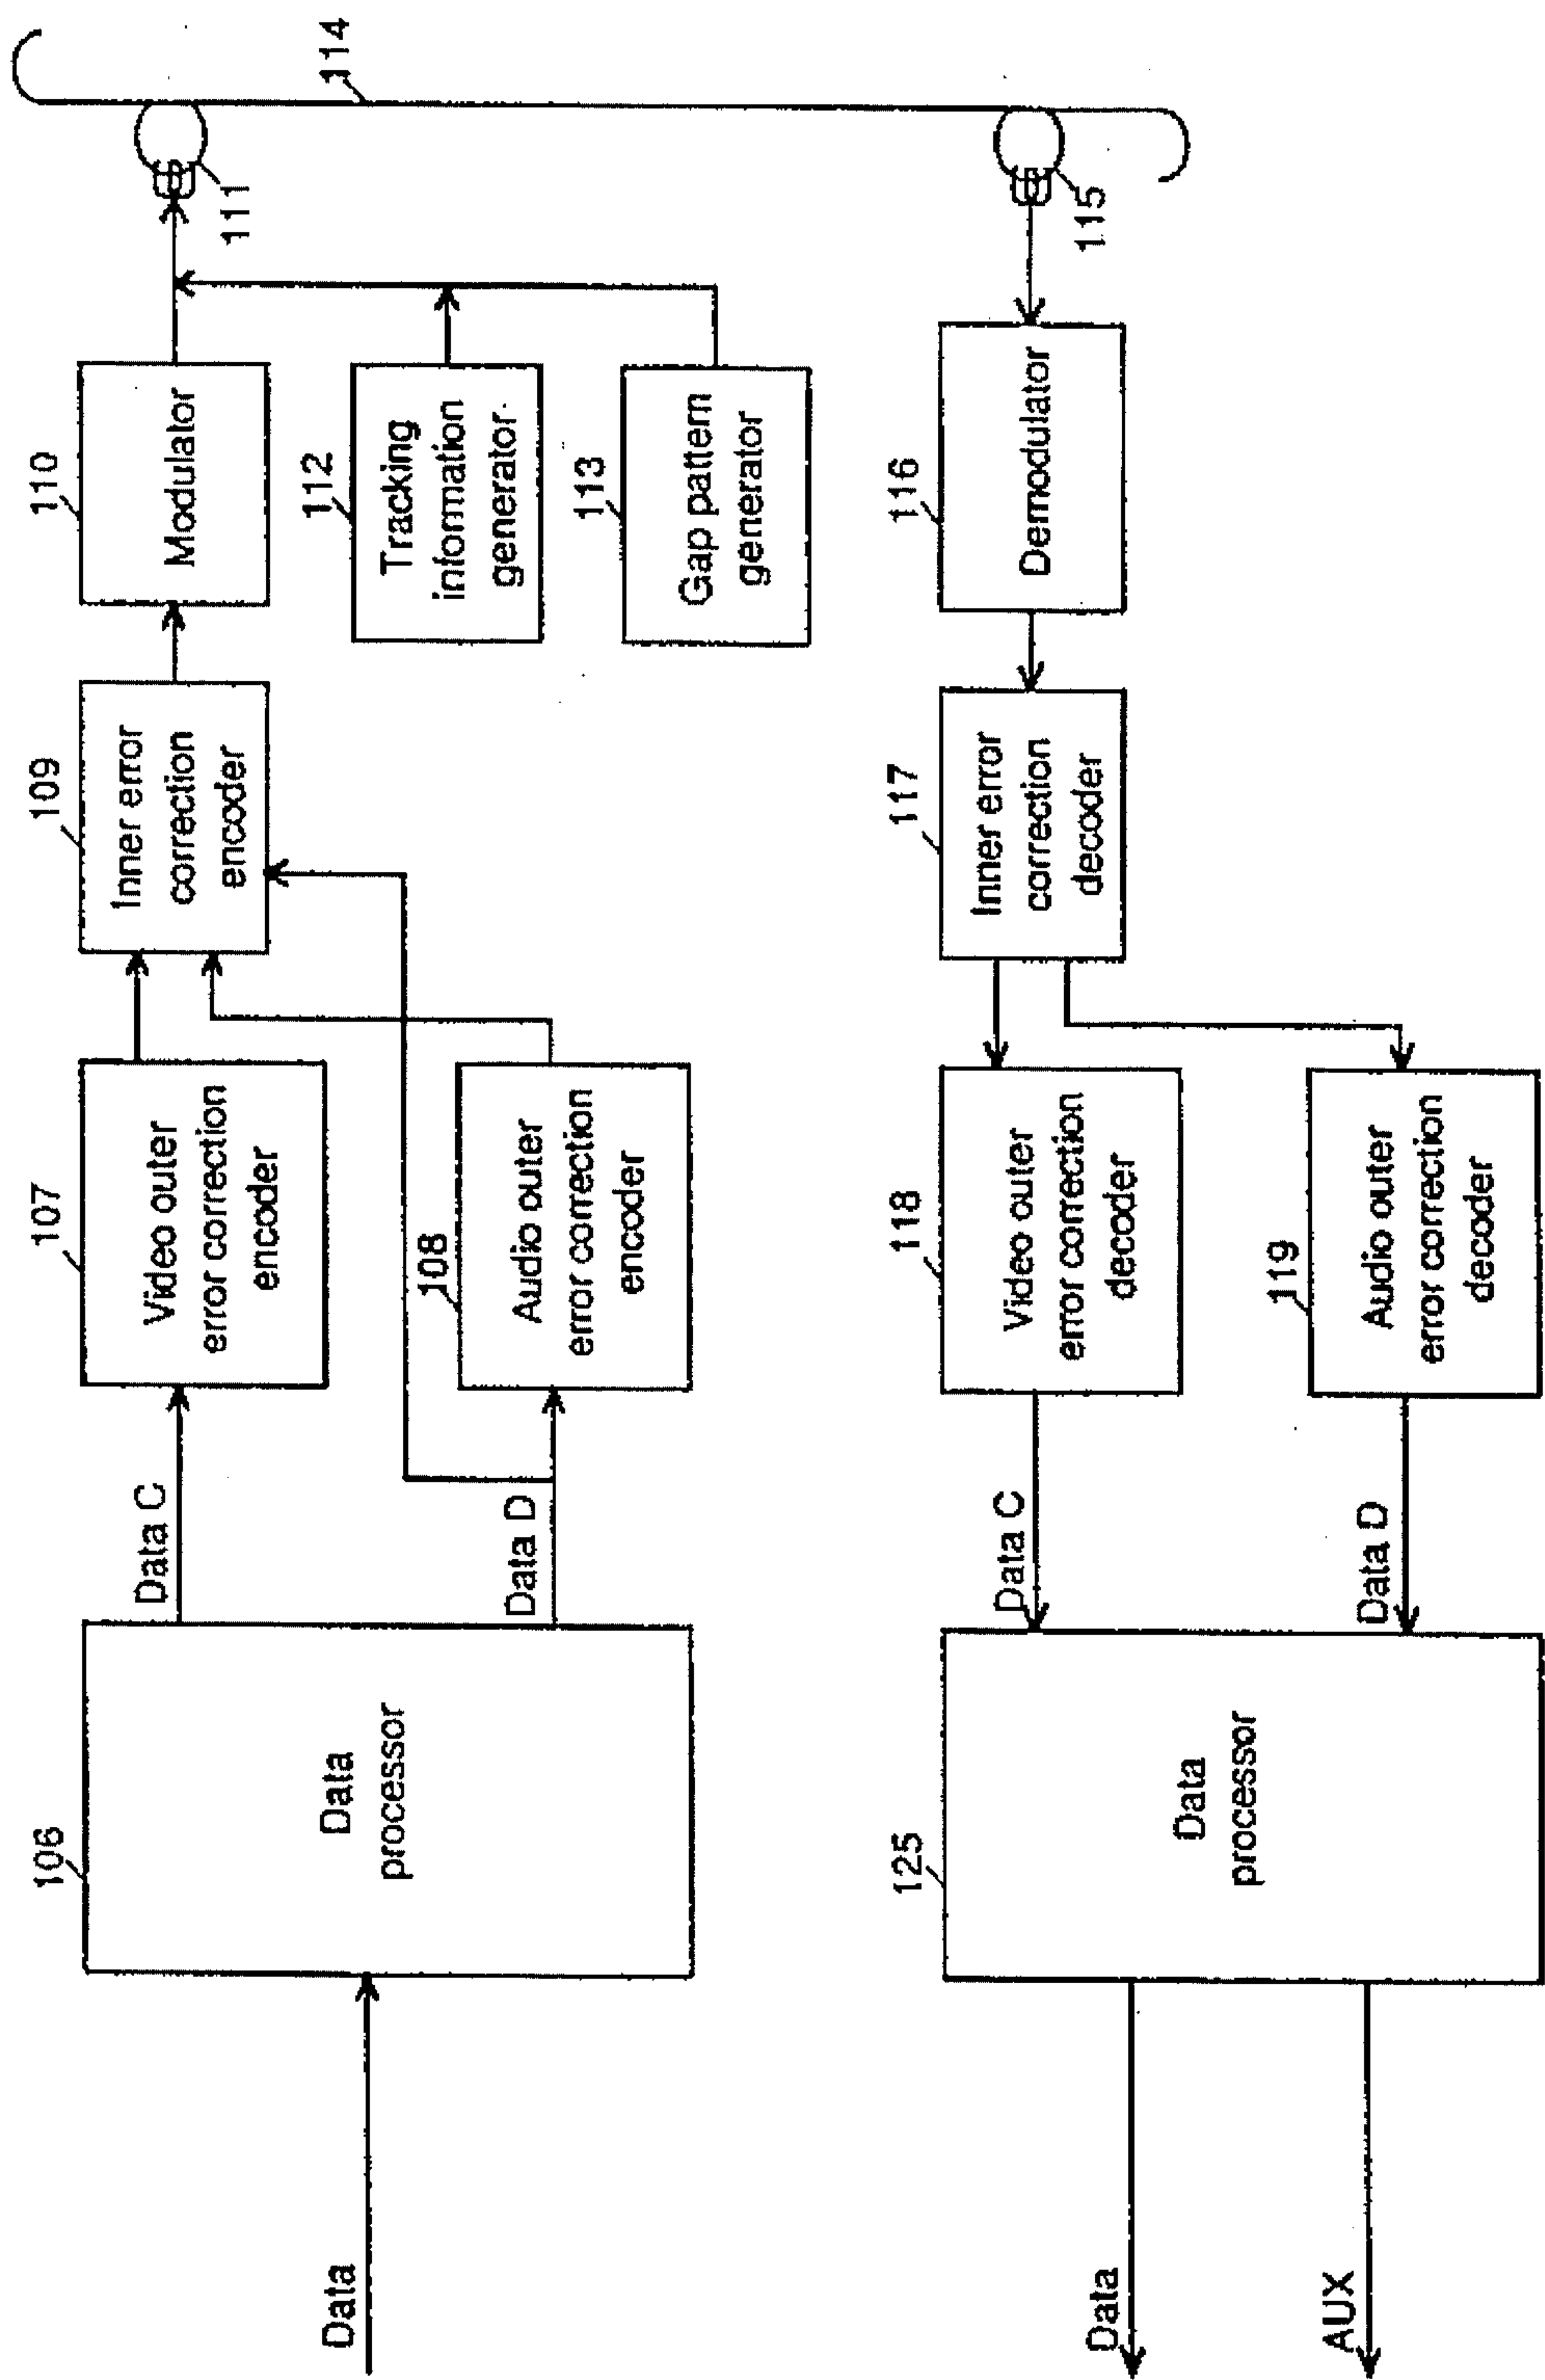 Data
106
Data
processor
Data C
Data D
107
Video outer
error correction
encoder
108
Audio outer
error correction
encoder
109
Inner error
correction
encoder
110
Modulator
112
Tracking
information
generator
113
Gap pattern
generator
111
114
115
116
Demodulator
117
Inner error
correction
decoder
118
Video outer
error correction
decoder
119
Audio outer
error correction
decoder
Data C
Data D
125
Data
processor
Data
AUX